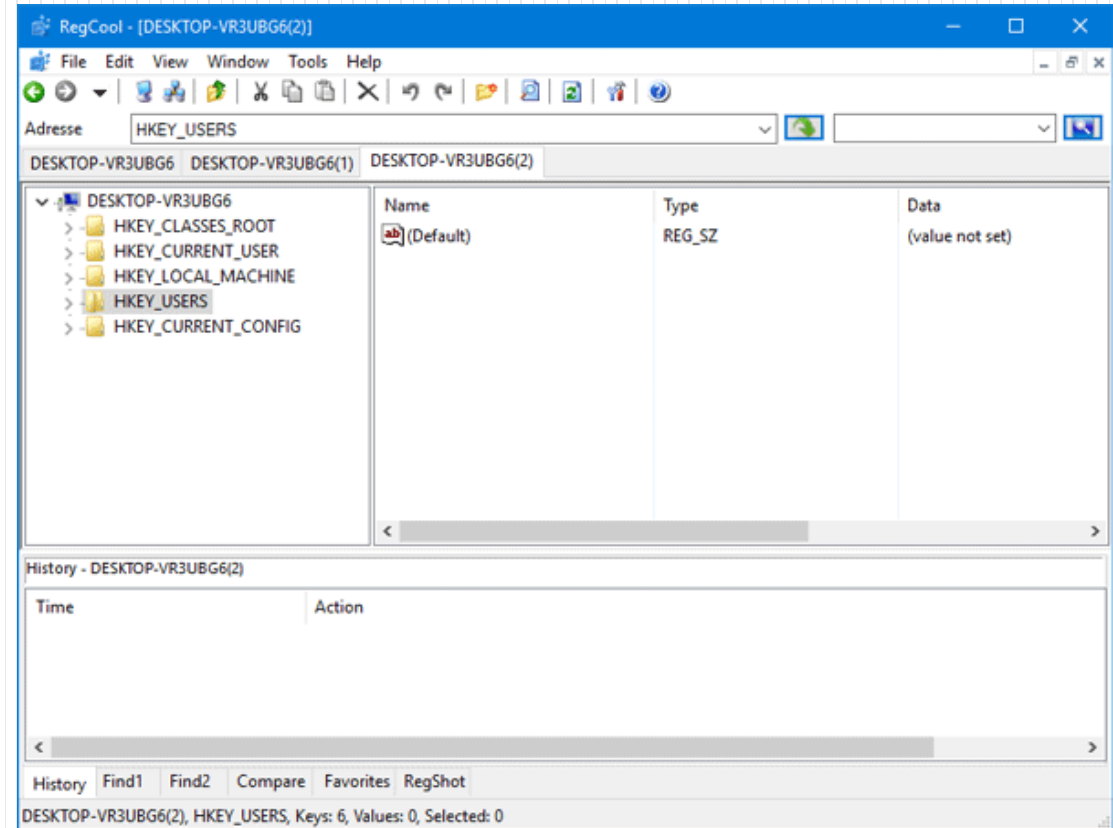 RegCool - [DESKTOP-VR3UBG6(2)]
File Edit View Window Tools Help
Adresse HKEY_USERS
DESKTOP-VR3UBG6 DESKTOP-VR3UBG6(1) DESKTOP-VR3UBG6(2)
DESKTOP-VR3UBG6
HKEY_CLASSES_ROOT
HKEY_CURRENT_USER
HKEY_LOCAL_MACHINE
HKEY_USERS
HKEY_CURRENT_CONFIG
Name Type Data
ab (Default) REG_SZ (value not set)
History - DESKTOP-VR3UBG6(2)
Time Action
History Find1 Find2 Compare Favorites RegShot
DESKTOP-VR3UBG6(2), HKEY_USERS, Keys: 6, Values: 0, Selected: 0